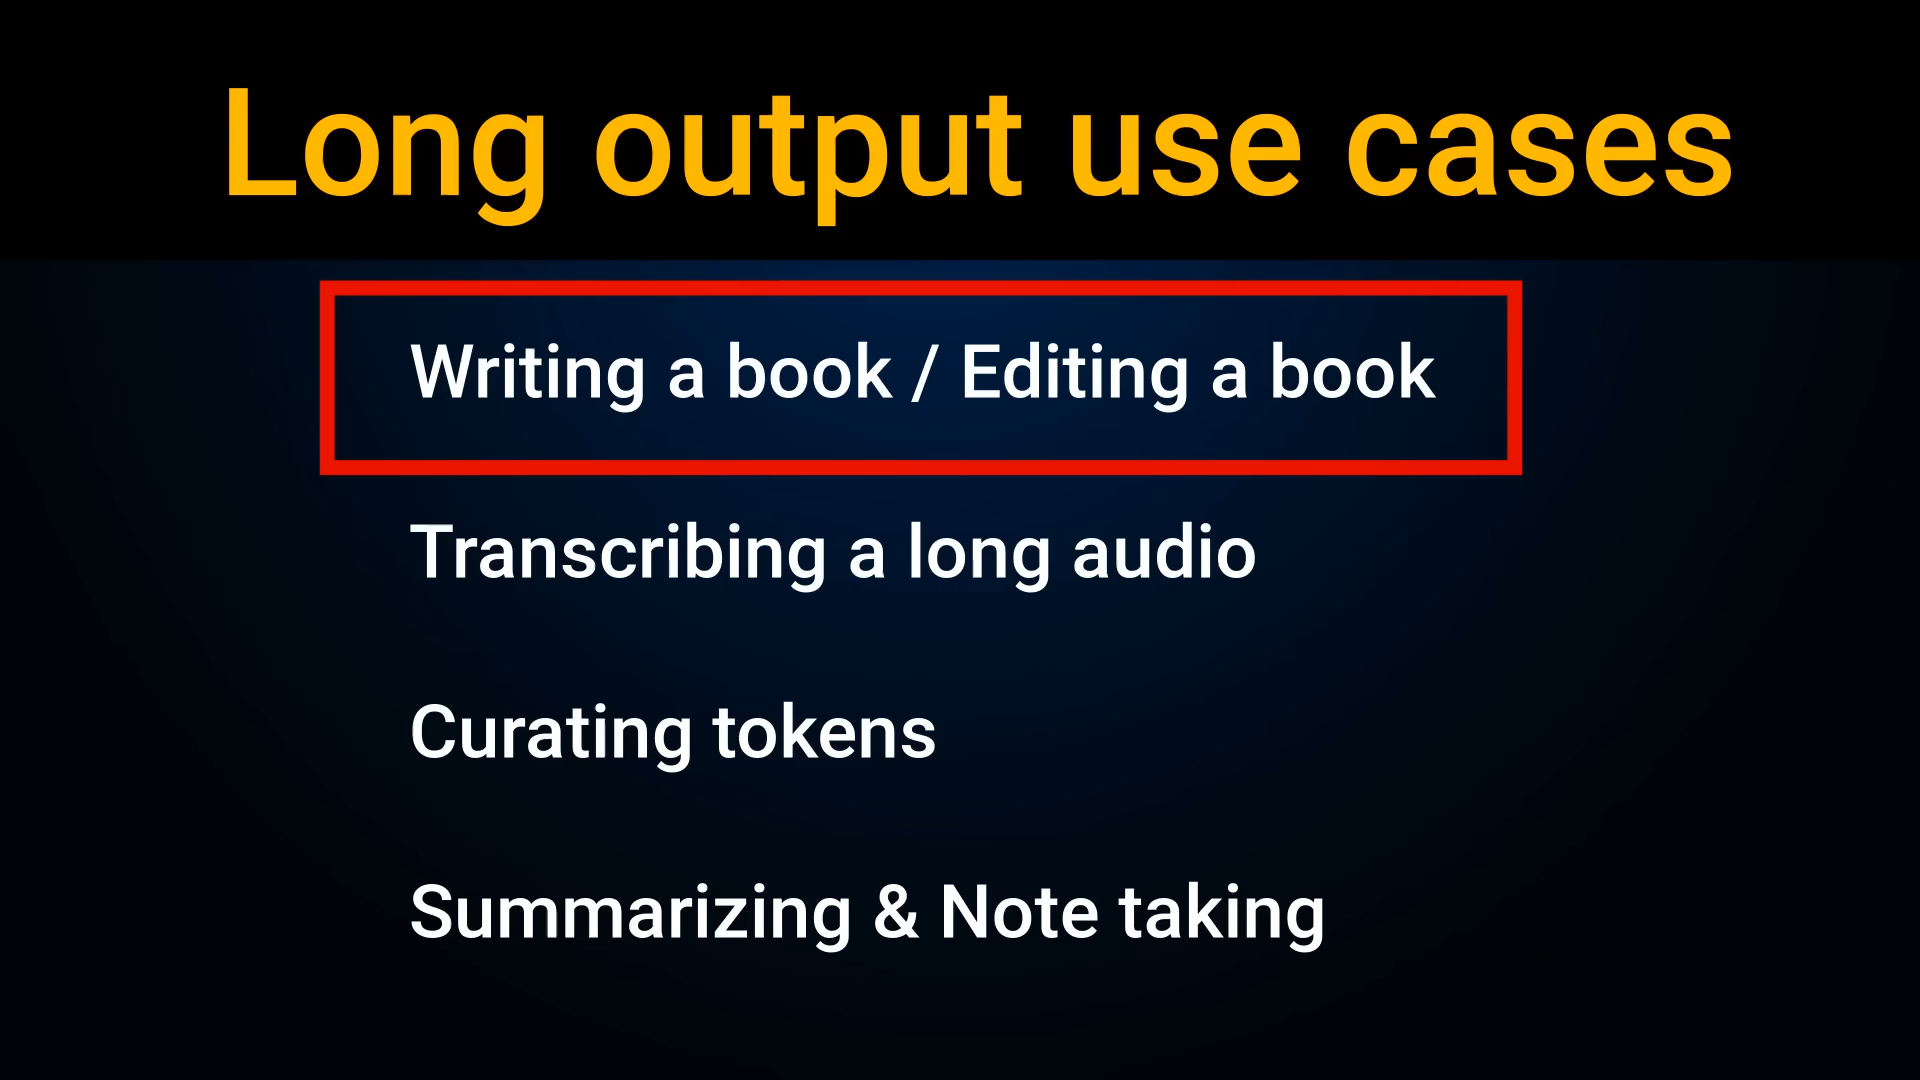 Long output use cases
Writing a book / Editing a book
Transcribing a long audio
Curating tokens
Summarizing & Note taking